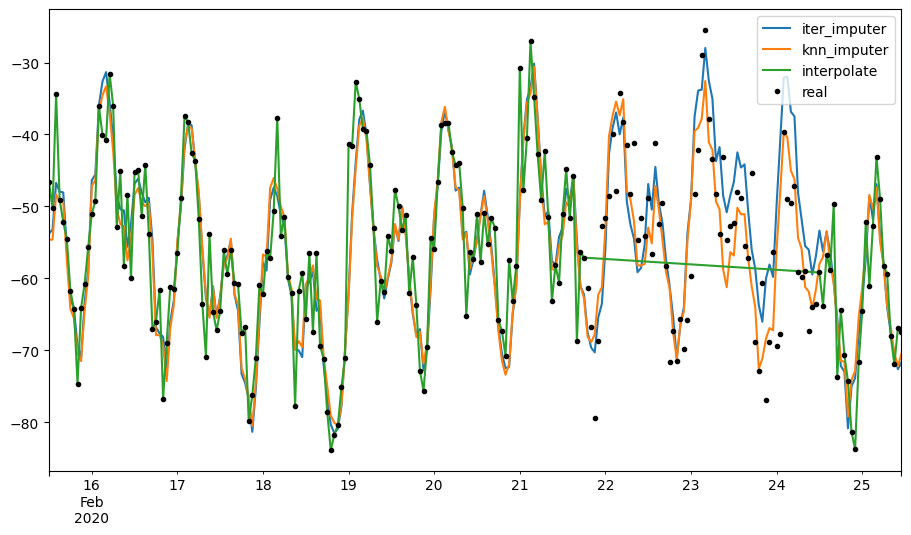 iter_imputer
knn_imputer
interpolate
real
−30
−40
−50
−60
−70
−80
16 17 18 19 20 21 22 23 24 25
Feb
2020